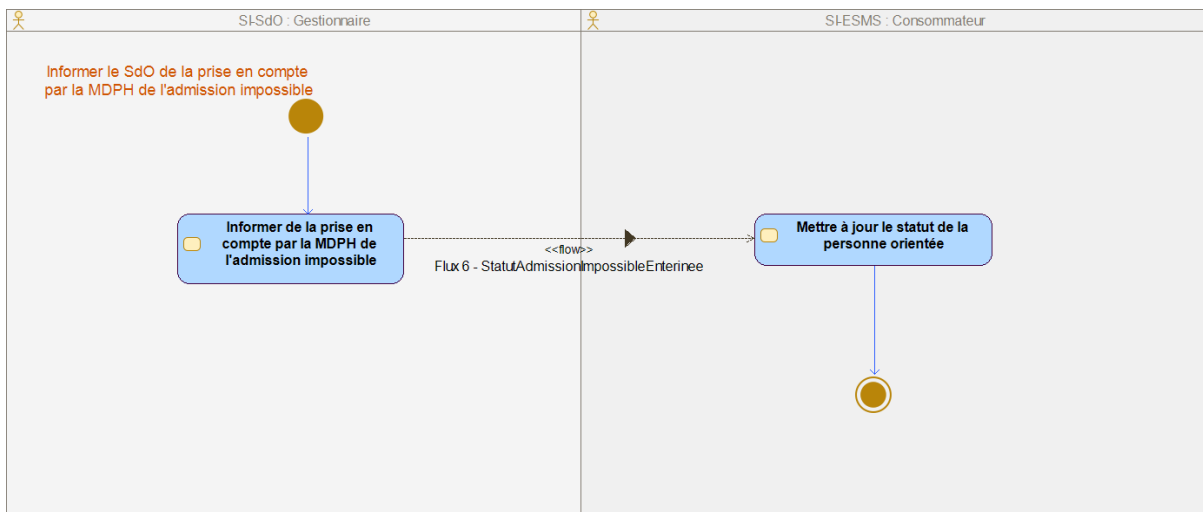 SI-SdO : Gestionnaire
SI-ESMS : Consommateur
Informer le SdO de la prise en compte
par la MDPH de l'admission impossible
Informer de la prise en
compte par la MDPH de
l'admission impossible
<<flow>>
Flux 6 - StatutAdmissionImpossibleEnterinee
Mettre à jour le statut de la
personne orientée